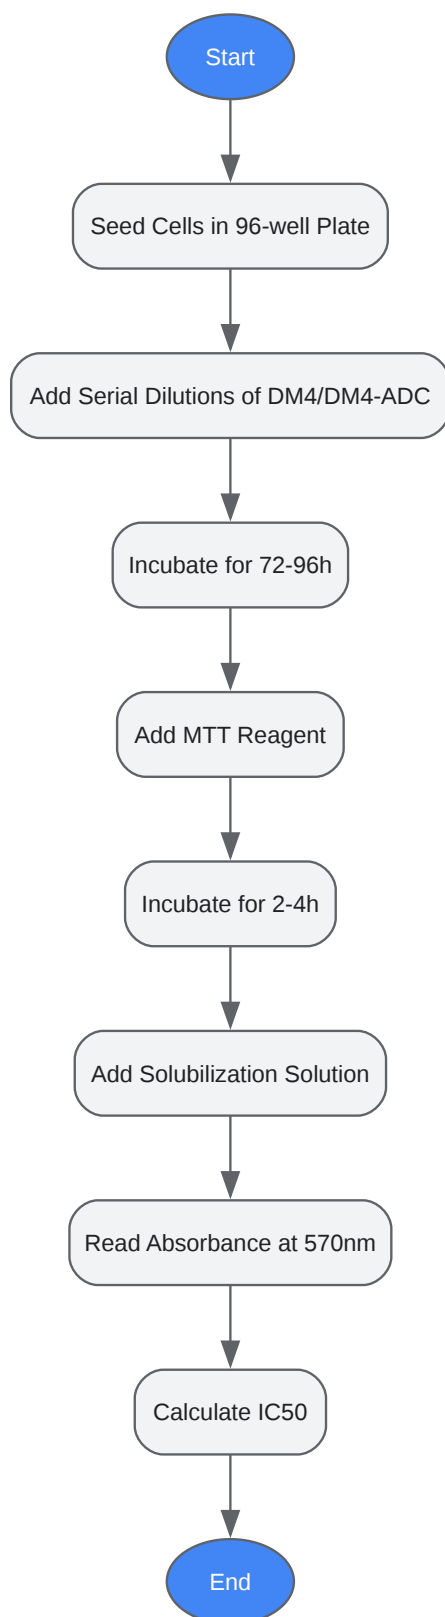 Start
Seed Cells in 96-well Plate
Add Serial Dilutions of DM4/DM4-ADC
Incubate for 72-96h
Add MTT Reagent
Incubate for 2-4h
Add Solubilization Solution
Read Absorbance at 570nm
Calculate IC50
End